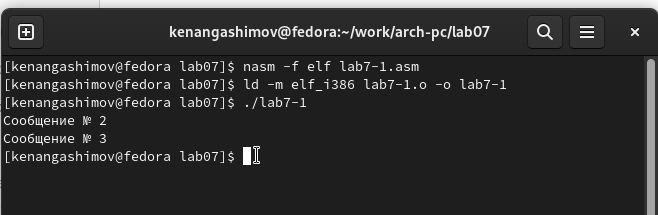 kenangashimov@fedora:~/work/arch-pc/lab07
[kenangashimov@fedora lab07]$ nasm -f elf lab7-1.asm
[kenangashimov@fedora lab07]$ ld -m elf_i386 lab7-1.o -o lab7-1
[kenangashimov@fedora lab07]$ ./lab7-1
Сообщение № 2
Сообщение № 3
[kenangashimov@fedora lab07]$